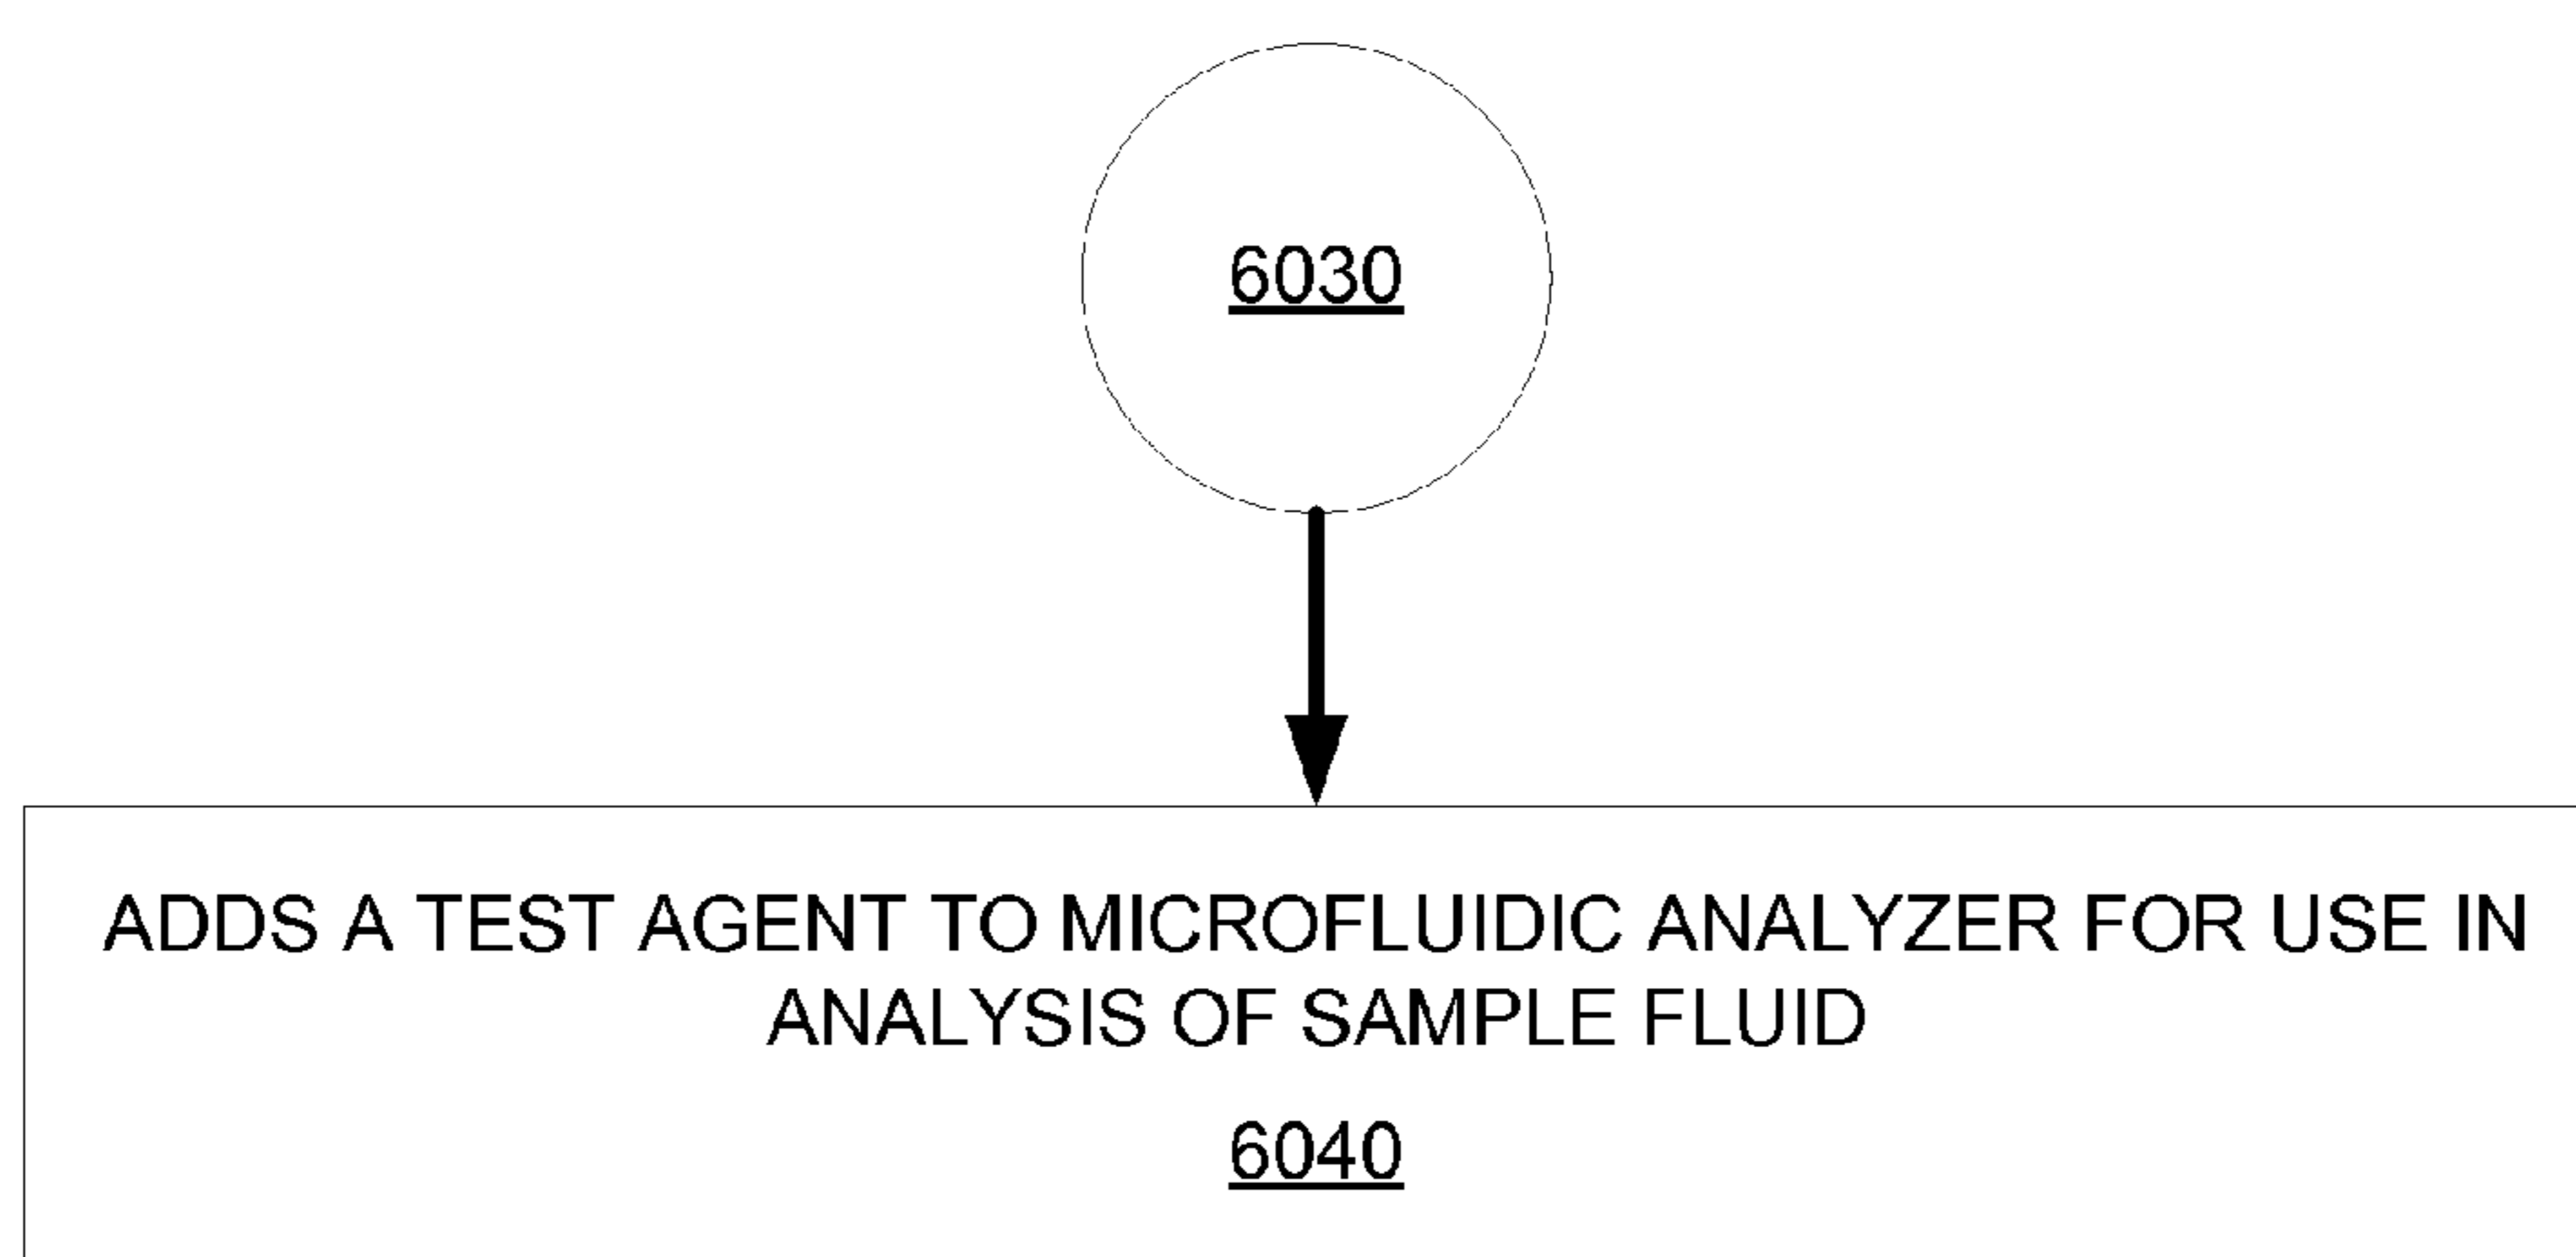 6030
ADDS A TEST AGENT TO MICROFLUIDIC ANALYZER FOR USE IN
ANALYSIS OF SAMPLE FLUID
6040